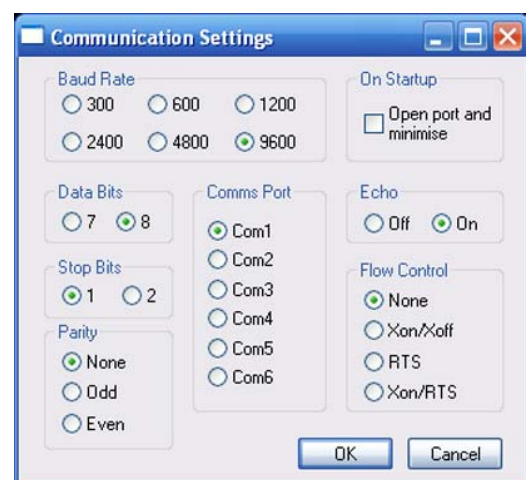 Communication Settings
Baud Rate
300 600 1200
2400 4800 9600
On Startup
Open port and
minimise
Data Bits
7 8
Stop Bits
1 2
Parity
None
Odd
Even
Comms Port
Com1
Com2
Com3
Com4
Com5
Com6
Echo
Off On
Flow Control
None
Xon/Xoff
RTS
Xon/RTS
OK Cancel